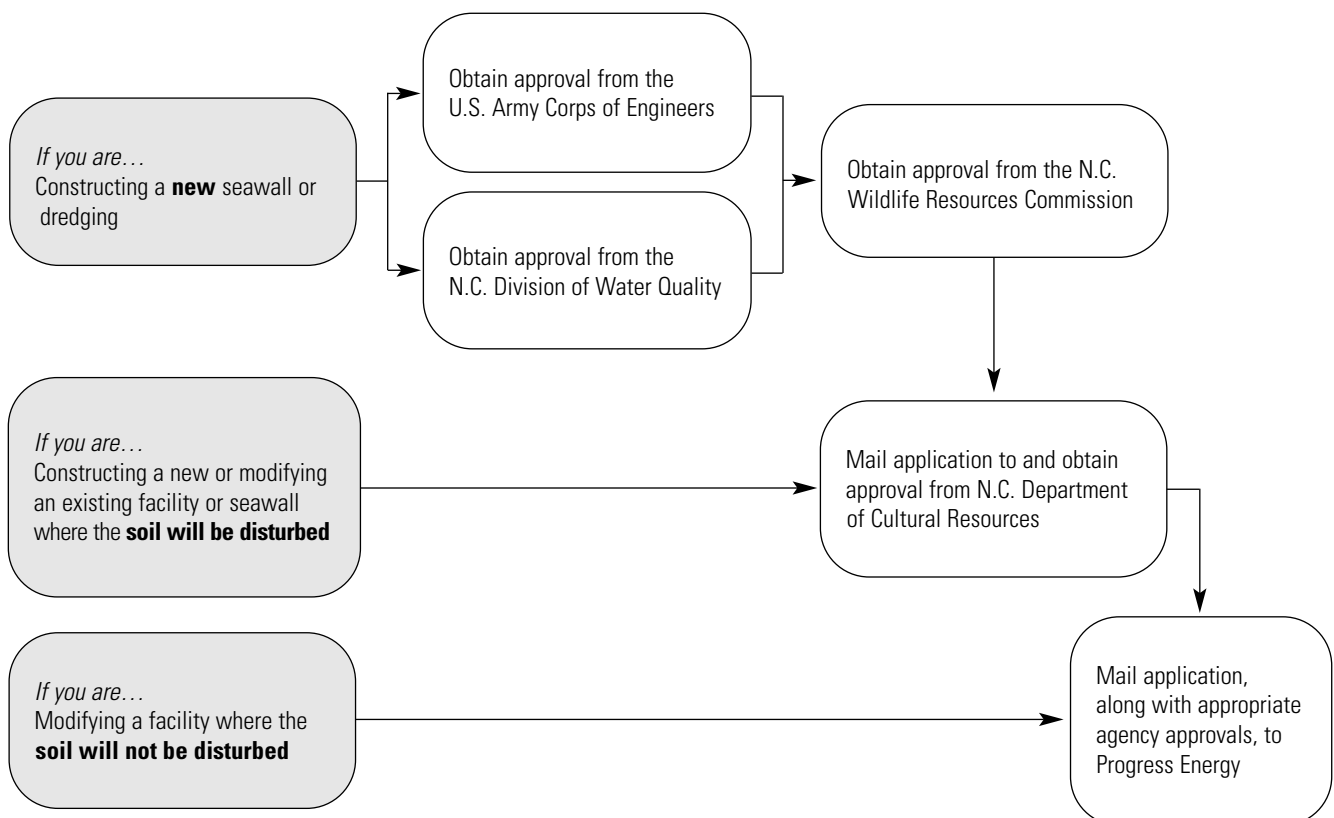 If you are…
Constructing a new seawall or
dredging
Obtain approval from the
U.S. Army Corps of Engineers
Obtain approval from the
N.C. Division of Water Quality
Obtain approval from the N.C.
Wildlife Resources Commission
If you are…
Constructing a new or modifying
an existing facility or seawall
where the soil will be disturbed
Mail application to and obtain
approval from N.C. Department
of Cultural Resources
If you are…
Modifying a facility where the
soil will not be disturbed
Mail application,
along with appropriate
agency approvals, to
Progress Energy